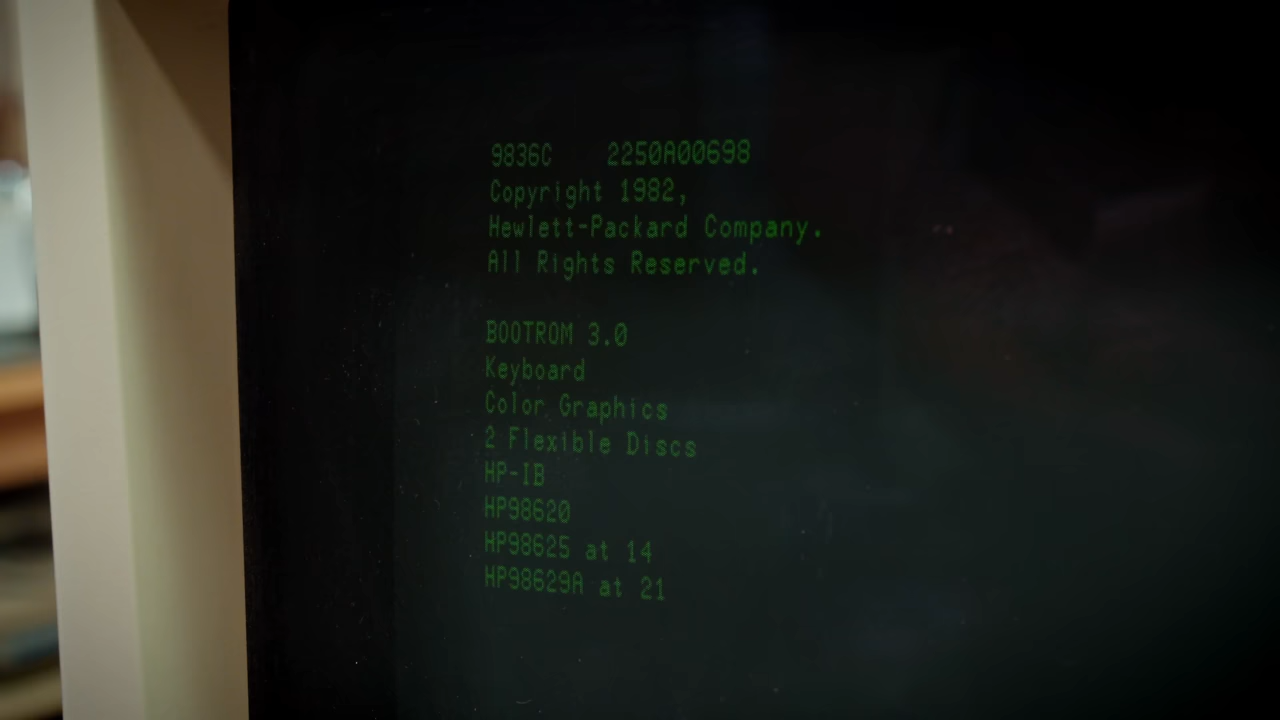 9836C 2250A00698
Copyright 1982,
Hewlett-Packard Company.
All Rights Reserved.
BOOTROM 3.0
Keyboard
Color Graphics
2 Flexible Discs
HP-IB
HP98620
HP98625 at 14
HP98629A at 21